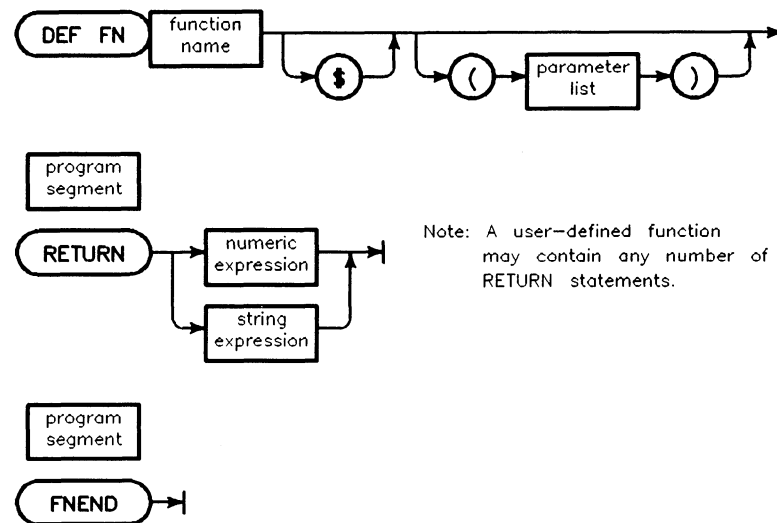 DEF FN
function
name
$
(
parameter
list
)
program
segment
RETURN
numeric
expression
string
expression
Note: A user-defined function
may contain any number of
RETURN statements.
program
segment
FNEND